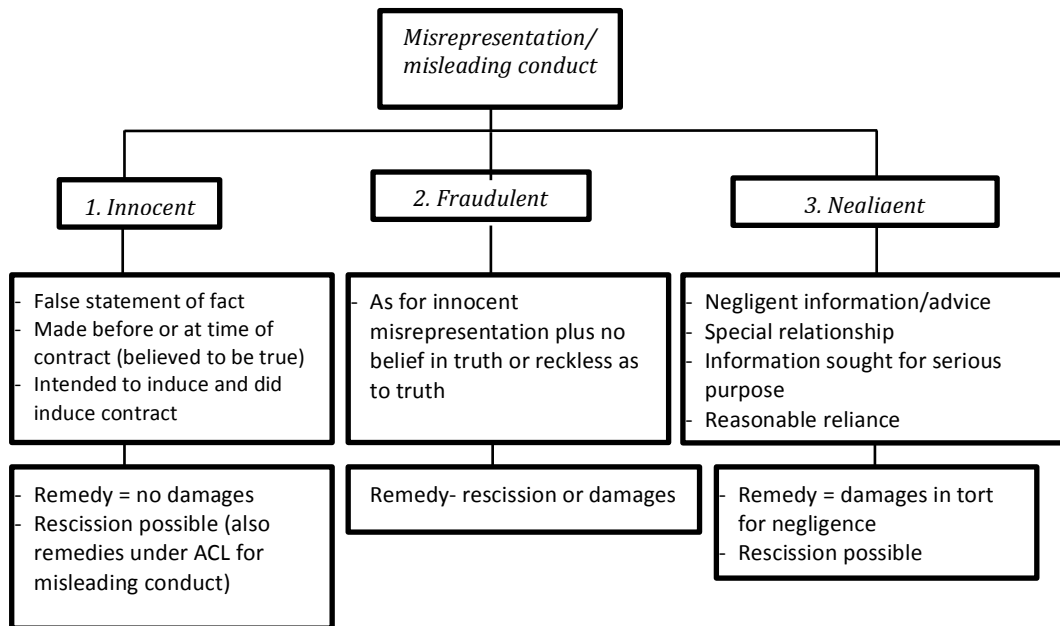 Misrepresentation/
misleading conduct
1. Innocent
2. Fraudulent
3. Nealiaent
- False statement of fact
- Made before or at time of
contract (believed to be true)
- Intended to induce and did
induce contract
- As for innocent
misrepresentation plus no
belief in truth or reckless as
to truth
- Negligent information/advice
- Special relationship
- Information sought for serious
purpose
- Reasonable reliance
- Remedy = no damages
- Rescission possible (also
remedies under ACL for
misleading conduct)
Remedy- rescission or damages
- Remedy = damages in tort
for negligence
- Rescission possible